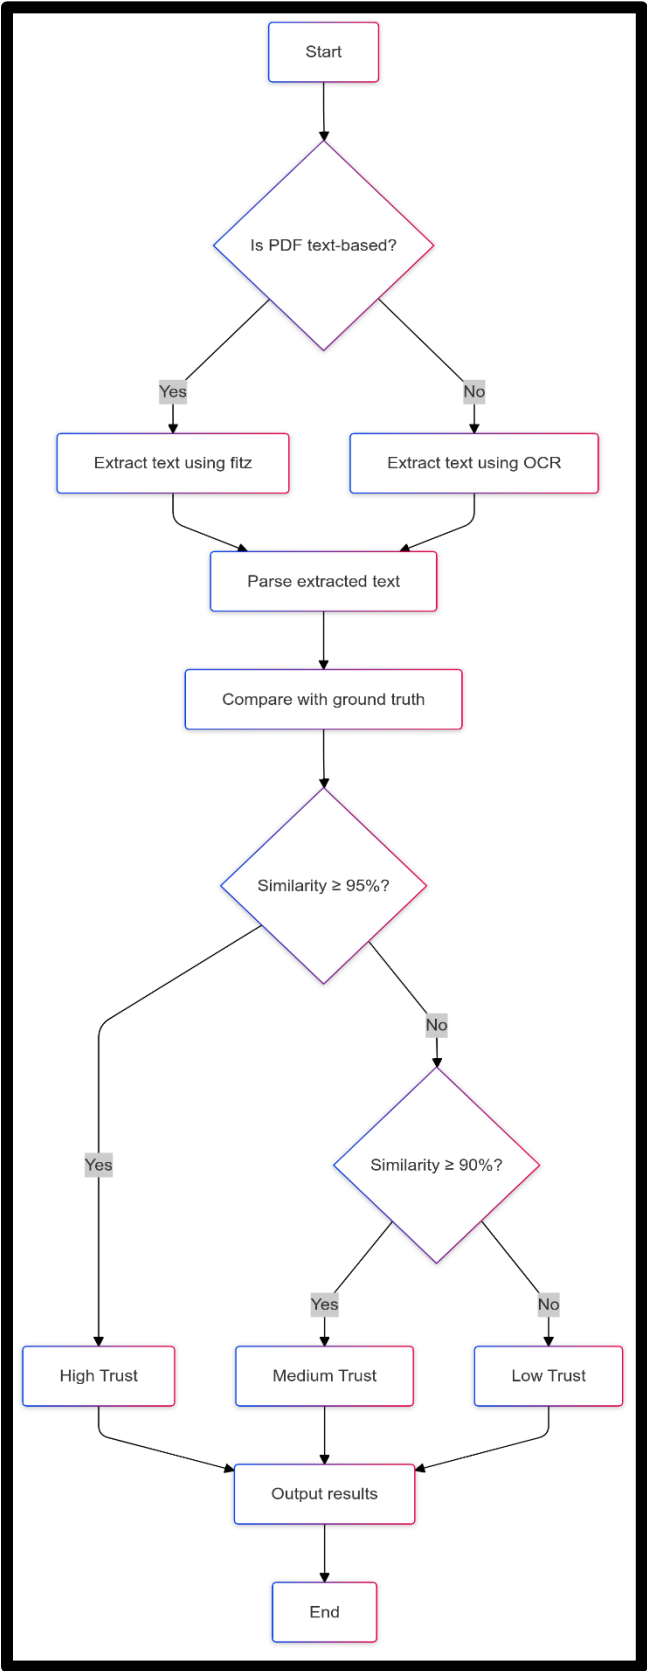 Start
Is PDF text-based?
Yes
No
Extract text using fitz
Extract text using OCR
Parse extracted text
Compare with ground truth
Similarity ≥ 95%?
No
Yes
Similarity ≥ 90%?
Yes
No
High Trust
Medium Trust
Low Trust
Output results
End